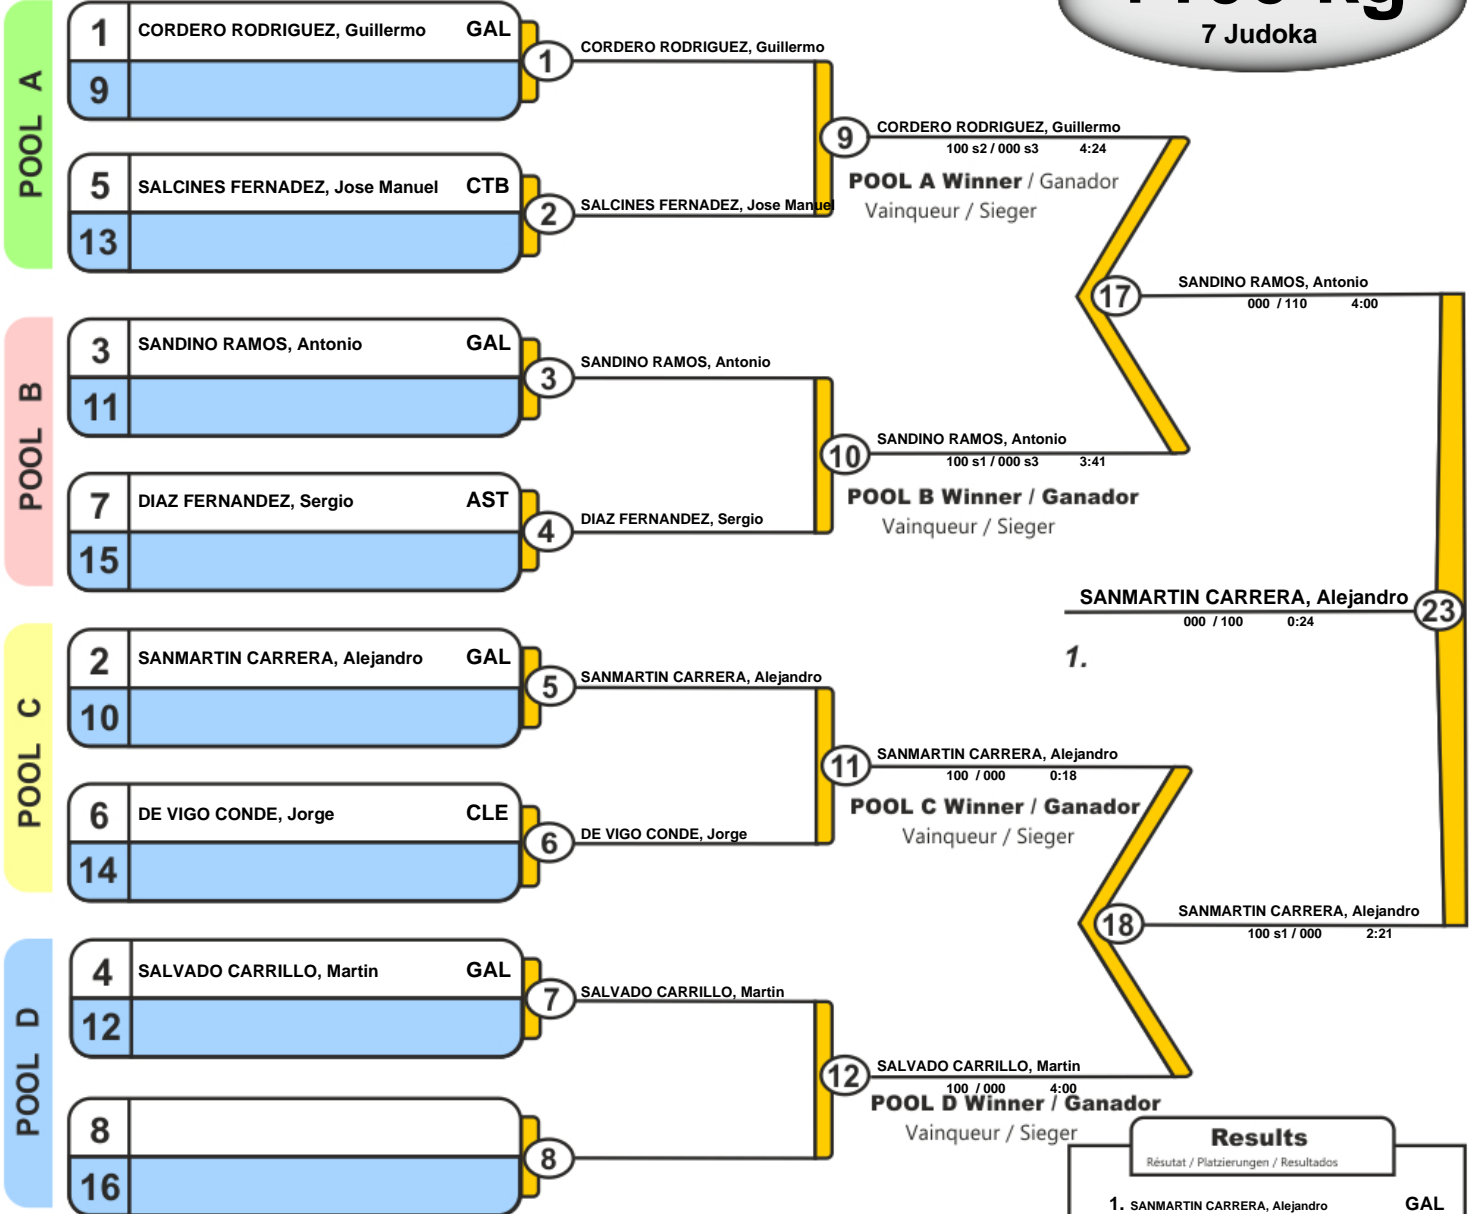 7 Judoka
POOL A
1 CORDERO RODRIGUEZ, Guillermo GAL
9
5 SALCINES FERNADEZ, Jose Manuel CTB
13
1
CORDERO RODRIGUEZ, Guillermo
2
SALCINES FERNADEZ, Jose Manuel
9
CORDERO RODRIGUEZ, Guillermo
100 s2 / 000 s3 4:24
POOL A Winner / Ganador
Vainqueur / Sieger
POOL B
3 SANDINO RAMOS, Antonio GAL
11
7 DIAZ FERNANDEZ, Sergio AST
15
3
SANDINO RAMOS, Antonio
4
DIAZ FERNANDEZ, Sergio
10
SANDINO RAMOS, Antonio
100 s1 / 000 s3 3:41
POOL B Winner / Ganador
Vainqueur / Sieger
17
SANDINO RAMOS, Antonio
000 / 110 4:00
SANMARTIN CARRERA, Alejandro
23
000 / 100 0:24
1.
POOL C
2 SANMARTIN CARRERA, Alejandro GAL
10
6 DE VIGO CONDE, Jorge CLE
14
5
SANMARTIN CARRERA, Alejandro
6
DE VIGO CONDE, Jorge
11
SANMARTIN CARRERA, Alejandro
100 / 000 0:18
POOL C Winner / Ganador
Vainqueur / Sieger
18
SANMARTIN CARRERA, Alejandro
100 s1 / 000 2:21
POOL D
4 SALVADO CARRILLO, Martin GAL
12
8
16
7
SALVADO CARRILLO, Martin
8
12
SALVADO CARRILLO, Martin
100 / 000 4:00
POOL D Winner / Ganador
Vainqueur / Sieger
Results
Résutat / Platzierungen / Resultados
1. SANMARTIN CARRERA, Alejandro GAL